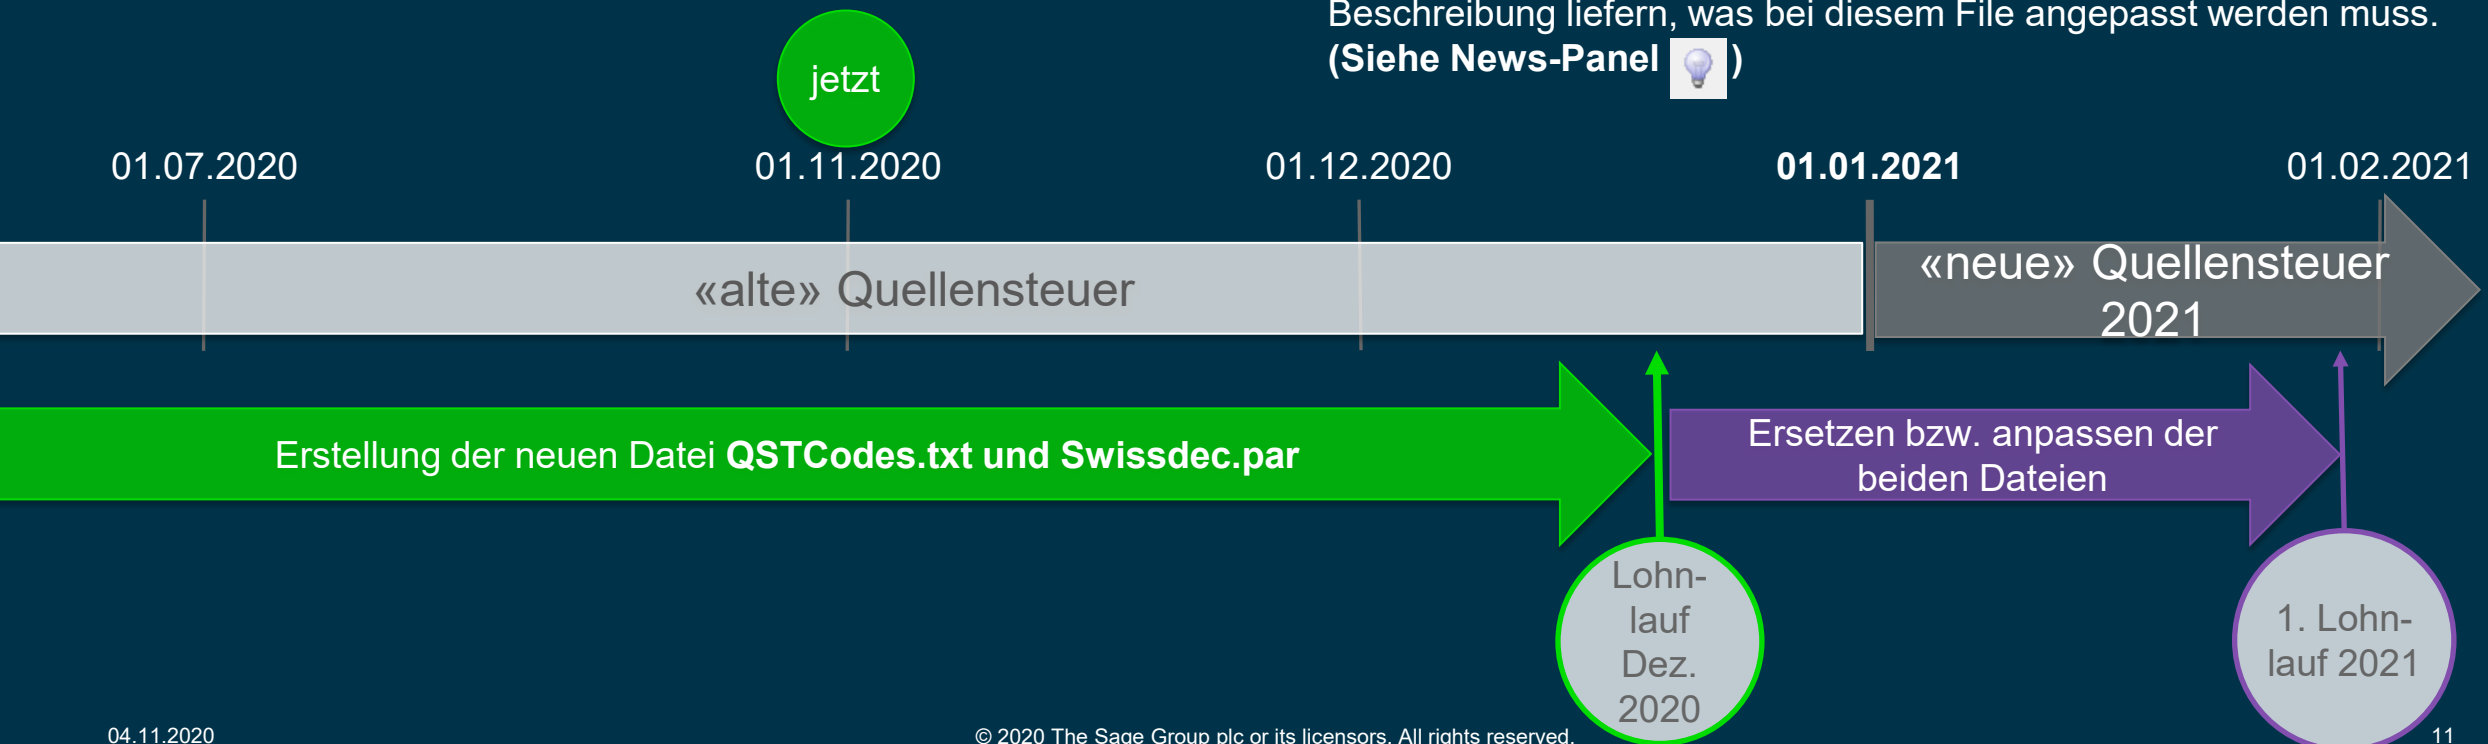 Beschreibung liefern, was bei diesem File angepasst werden muss.
(Siehe News-Panel )
jetzt
01.07.2020 01.11.2020 01.12.2020 01.01.2021 01.02.2021
«alte» Quellensteuer
«neue» Quellensteuer
2021
Erstellung der neuen Datei QSTCodes.txt und Swissdec.par
Ersetzen bzw. anpassen der
beiden Dateien
Lohn-
lauf
Dez.
2020
1. Lohn-
lauf 2021
04.11.2020
© 2020 The Sage Group plc or its licensors. All rights reserved.
11